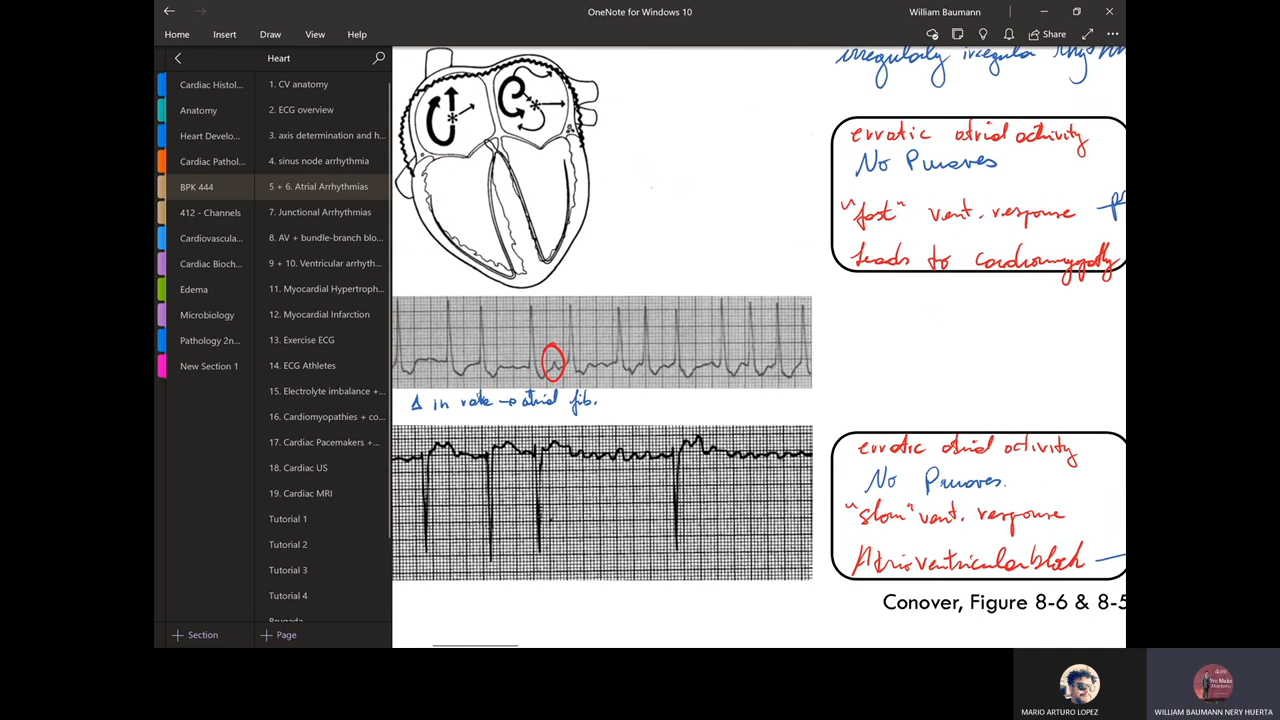 OneNote for Windows 10
William Baumann
Home
Insert
Draw
View
Help
Share
Heart
Cardiac Histol...
Anatomy
Heart Develo...
Cardiac Pathol...
BPK 444
412 - Channels
Cardiovascula...
Cardiac Bioch...
Edema
Microbiology
Pathology 2n...
New Section 1
1. CV anatomy
2. ECG overview
3. axis determination and h...
4. sinus node arrhythmia
5 + 6. Atrial Arrhythmias
7. Junctional Arrhythmias
8. AV + bundle-branch blo...
9 + 10. Ventricular arrhyth...
11. Myocardial Hypertroph...
12. Myocardial Infarction
13. Exercise ECG
14. ECG Athletes
15. Electrolyte imbalance +...
16. Cardiomyopathies + co...
17. Cardiac Pacemakers +...
18. Cardiac US
19. Cardiac MRI
Tutorial 1
Tutorial 2
Tutorial 3
Tutorial 4
Brugada
Section
Page
irregularly irregular rhythm
erratic atrial activity
No P waves
"fast" vent. response
leads to cardiomyopathy
Δ in rate → atrial fib.
erratic atrial activity
No P waves.
"slow" vent. response
Atrioventricular block
Conover, Figure 8-6 & 8-5
MARIO ARTURO LOPEZ
WILLIAM BAUMANN NERY HUERTA